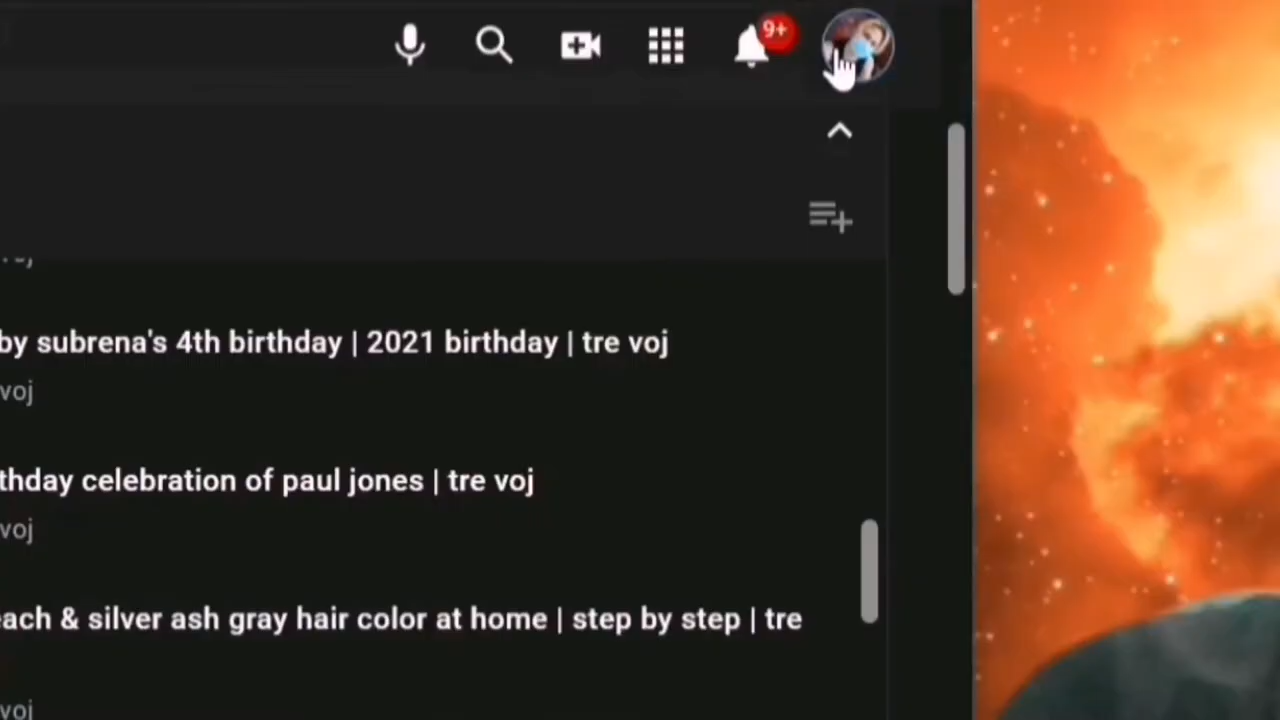 9+
by subrena's 4th birthday | 2021 birthday | tre voj
voj
thday celebration of paul jones | tre voj
voj
each & silver ash gray hair color at home | step by step | tre
voj